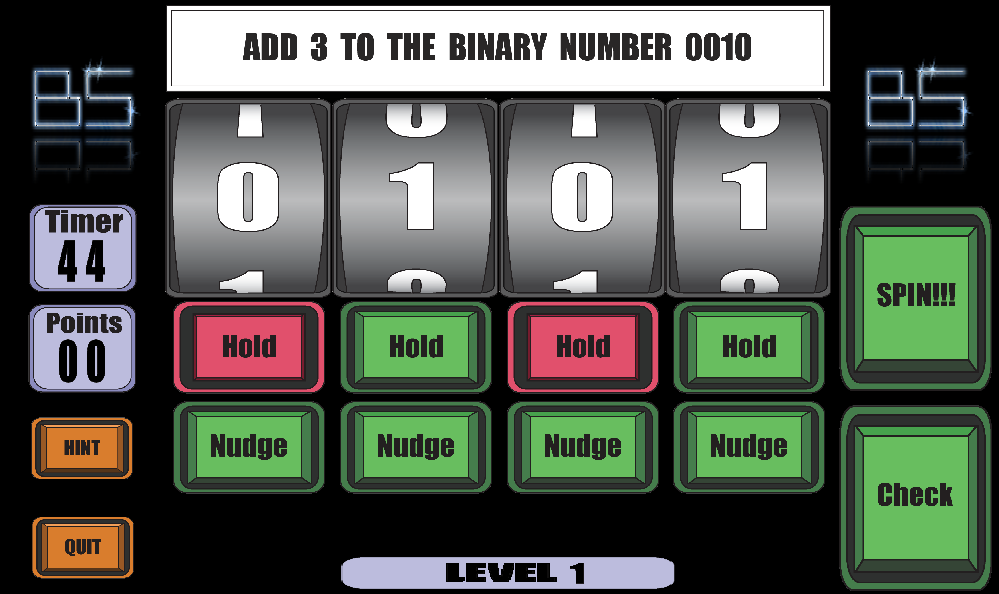 ADD 3 TO THE BINARY NUMBER 0010
BS
BS
0 1 0 1
Timer
44
Points
00
SPIN!!!
Hold Hold Hold Hold
Nudge Nudge Nudge Nudge
HINT
Check
QUIT
LEVEL 1